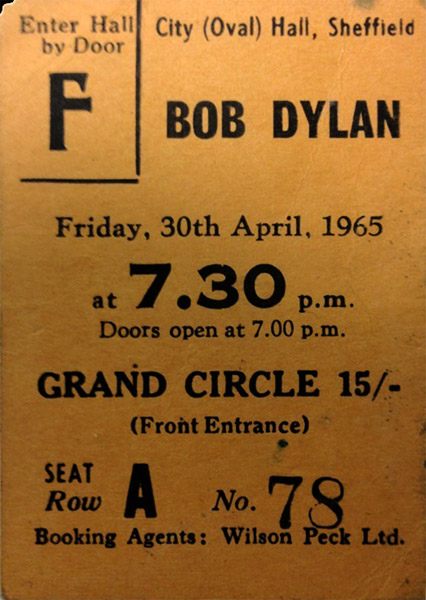 Enter Hall
by Door
F
City (Oval) Hall, Sheffield
BOB DYLAN
Friday, 30th April, 1965
at 7.30 p.m.
Doors open at 7.00 p.m.
GRAND CIRCLE 15/-
(Front Entrance)
SEAT
Row A No. 78
Booking Agents: Wilson Peck Ltd.